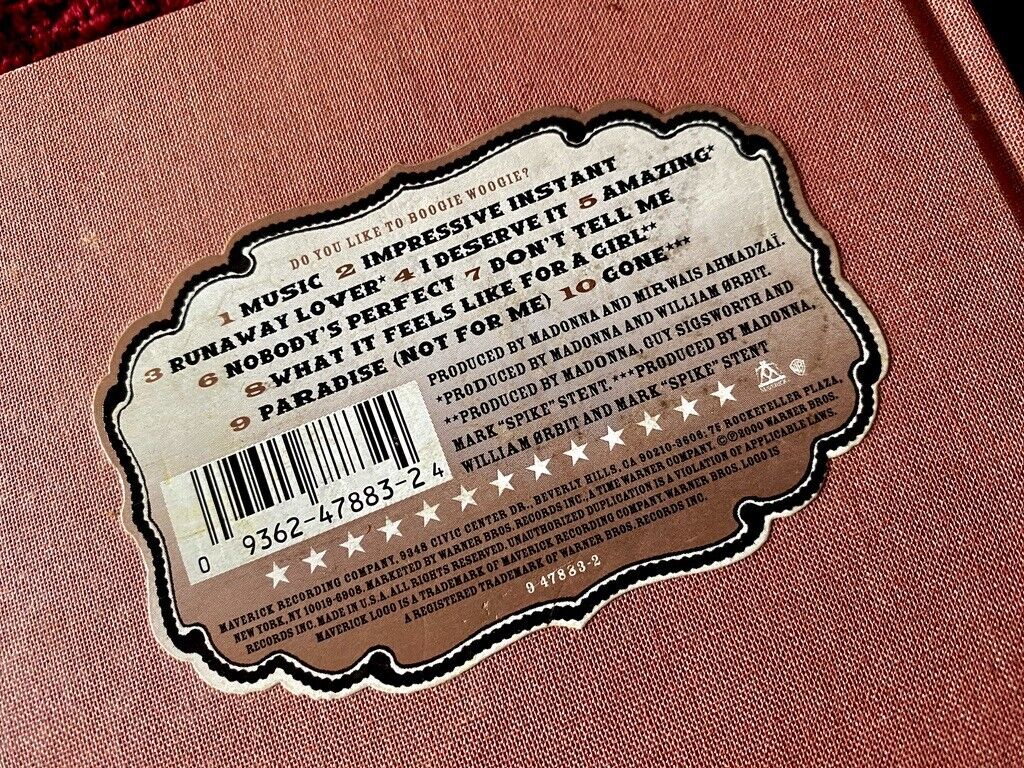 DO YOU LIKE TO BOOGIE WOOGIE?
1 MUSIC 2 IMPRESSIVE INSTANT
3 RUNAWAY LOVER* 4 I DESERVE IT 5 AMAZING*
6 NOBODY'S PERFECT 7 DON'T TELL ME
8 WHAT IT FEELS LIKE FOR A GIRL**
9 PARADISE (NOT FOR ME) 10 GONE***
PRODUCED BY MADONNA AND MIRWAIS AHMADZAÏ.
*PRODUCED BY MADONNA AND WILLIAM ØRBIT.
**PRODUCED BY MADONNA, GUY SIGSWORTH AND
MARK "SPIKE" STENT. ***PRODUCED BY MADONNA,
WILLIAM ØRBIT AND MARK "SPIKE" STENT
MAVERICK
WB
0 9362-47883-2 4
MAVERICK RECORDING COMPANY, 9348 CIVIC CENTER DR., BEVERLY HILLS, CA 90210-3606; 75 ROCKEFELLER PLAZA,
NEW YORK, NY 10019-6908. MARKETED BY WARNER BROS. RECORDS INC., A TIME WARNER COMPANY. ©℗2000 WARNER BROS.
RECORDS INC. MADE IN U.S.A. ALL RIGHTS RESERVED. UNAUTHORIZED DUPLICATION IS A VIOLATION OF APPLICABLE LAWS.
MAVERICK LOGO IS A TRADEMARK OF MAVERICK RECORDING COMPANY. WARNER BROS. LOGO IS
A REGISTERED TRADEMARK OF WARNER BROS. RECORDS INC.
9 47883-2